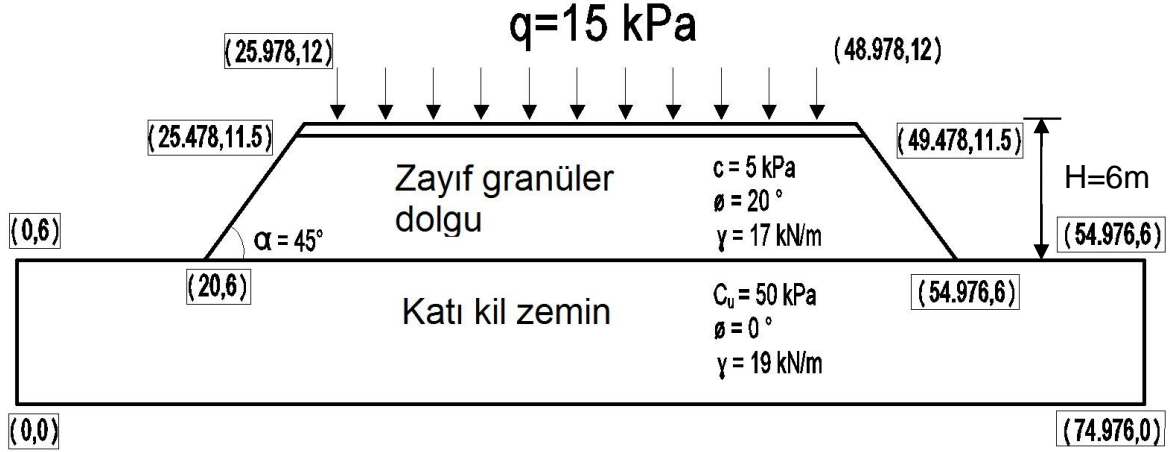 q=15 kPa
(25.978,12)
(48.978,12)
(25.478,11.5)
(49.478,11.5)
Zayıf granüler
dolgu
c = 5 kPa
ø = 20 °
γ = 17 kN/m
H=6m
(0,6)
α = 45°
(54.976,6)
(20,6)
(54.976,6)
Katı kil zemin
Cu = 50 kPa
ø = 0 °
γ = 19 kN/m
(0,0)
(74.976,0)